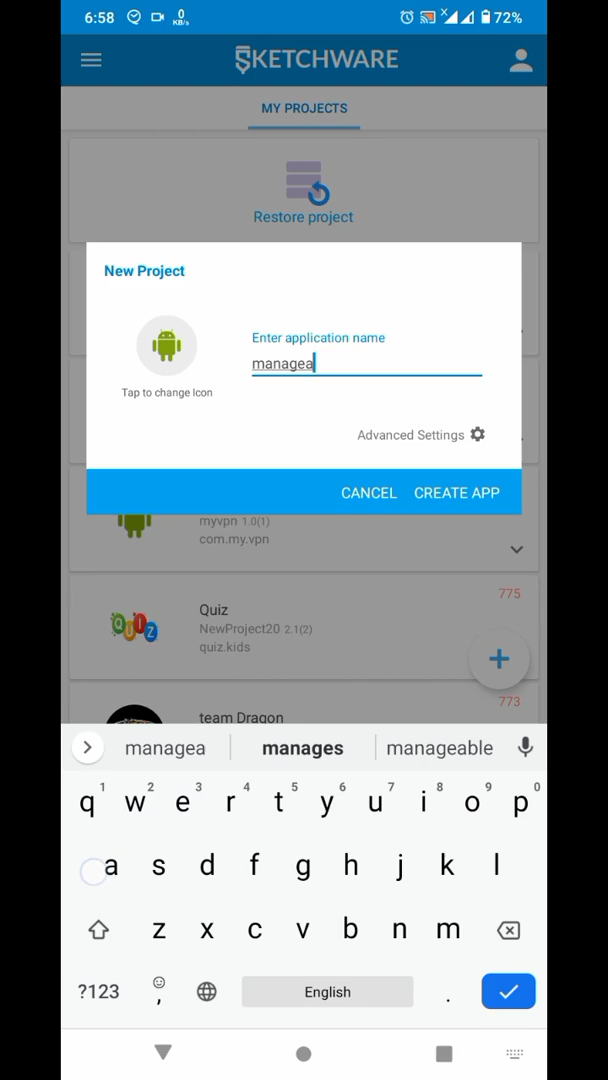 6:58 0 KB/s X 72%
SKETCHWARE
MY PROJECTS
Restore project
New Project
Enter application name
managea
Tap to change Icon
Advanced Settings
CANCEL CREATE APP
myvpn 1.0(1)
com.my.vpn
775
QUIZ
Quiz
NewProject20 2.1(2)
quiz.kids
+
773
team Dragon
managea manages manageable
1 2 3 4 5 6 7 8 9 0
q w e r t y u i o p
a s d f g h j k l
z x c v b n m
?123 , English .